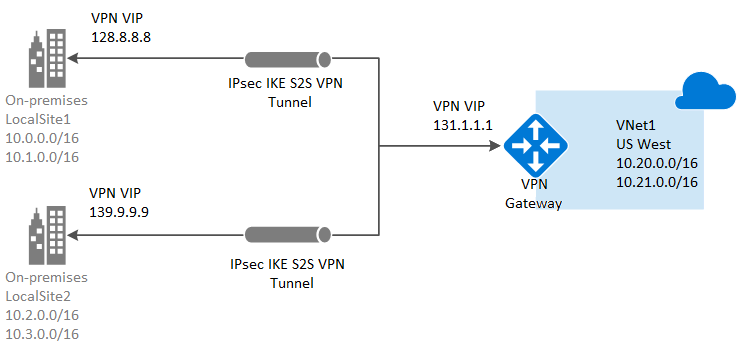 VPN VIP
128.8.8.8
IPsec IKE S2S VPN
Tunnel
On-premises
LocalSite1
10.0.0.0/16
10.1.0.0/16
VPN VIP
131.1.1.1
VPN
Gateway
VNet1
US West
10.20.0.0/16
10.21.0.0/16
VPN VIP
139.9.9.9
IPsec IKE S2S VPN
Tunnel
On-premises
LocalSite2
10.2.0.0/16
10.3.0.0/16